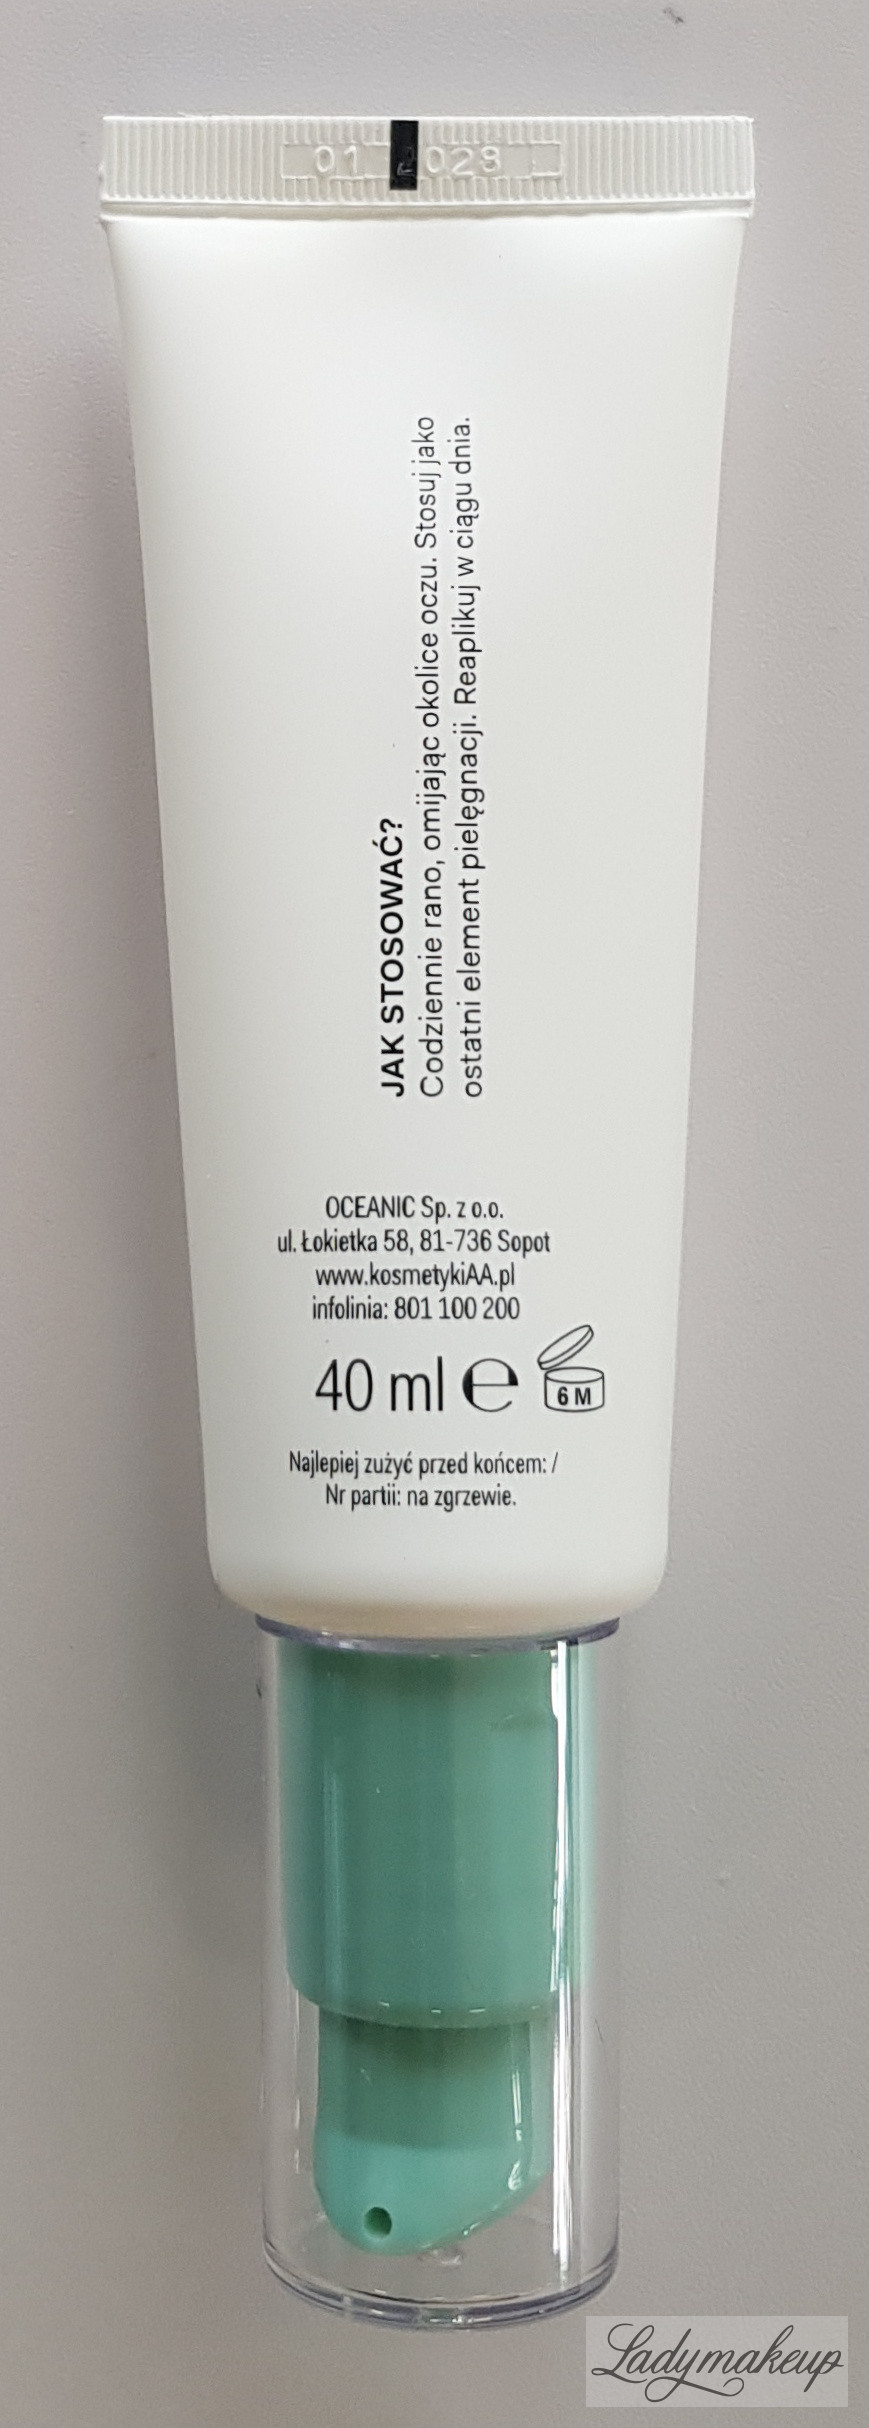 01 028
JAK STOSOWAĆ?
Codziennie rano, omijając okolice oczu. Stosuj jako
ostatni element pielęgnacji. Reaplikuj w ciągu dnia.
OCEANIC Sp. z o.o.
ul. Łokietka 58, 81-736 Sopot
www.kosmetykiAA.pl
infolinia: 801 100 200
40 ml ℮ 6 M
Najlepiej zużyć przed końcem: /
Nr partii: na zgrzewie.
Ladymakeup